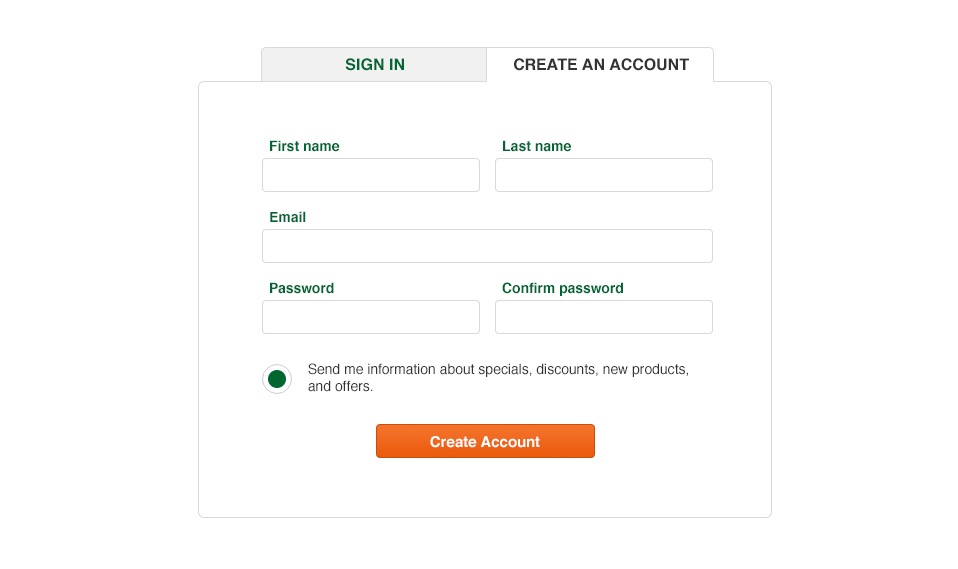 SIGN IN
CREATE AN ACCOUNT
First name
Last name
Email
Password
Confirm password
Send me information about specials, discounts, new products,
and offers.
Create Account